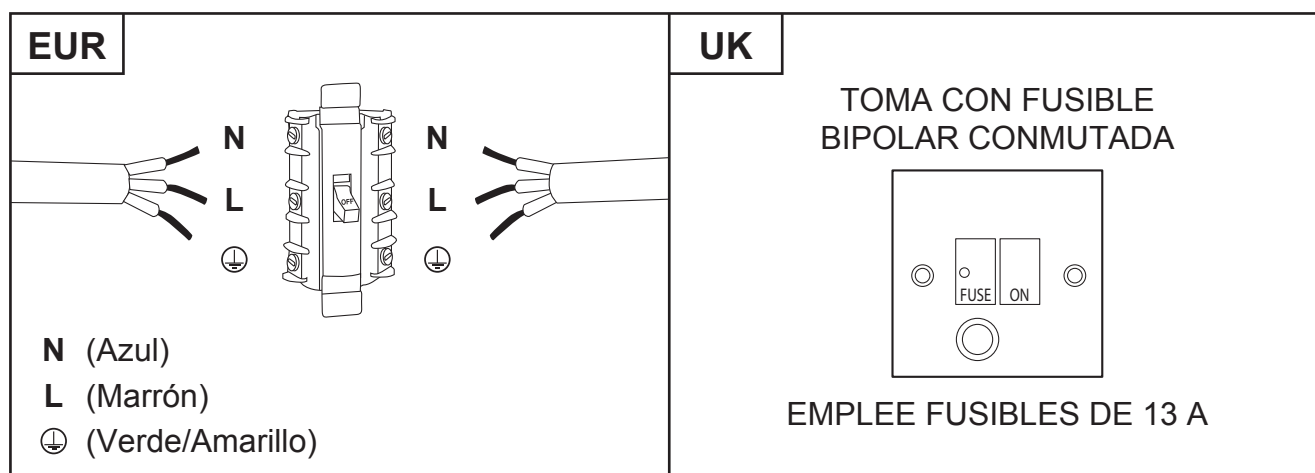 EUR
N
N
L
OFF
L
N (Azul)
L (Marrón)
(Verde/Amarillo)
UK
TOMA CON FUSIBLE
BIPOLAR CONMUTADA
FUSE ON
EMPLEE FUSIBLES DE 13 A